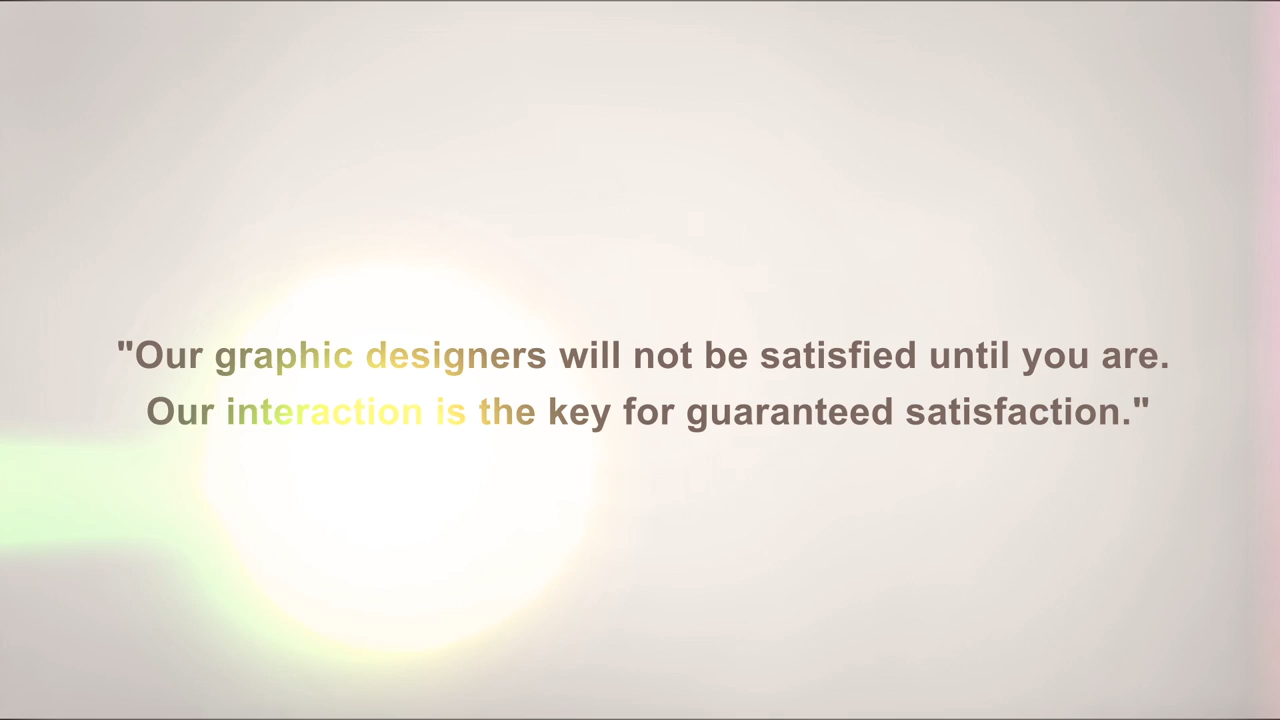 "Our graphic designers will not be satisfied until you are.
Our interaction is the key for guaranteed satisfaction."